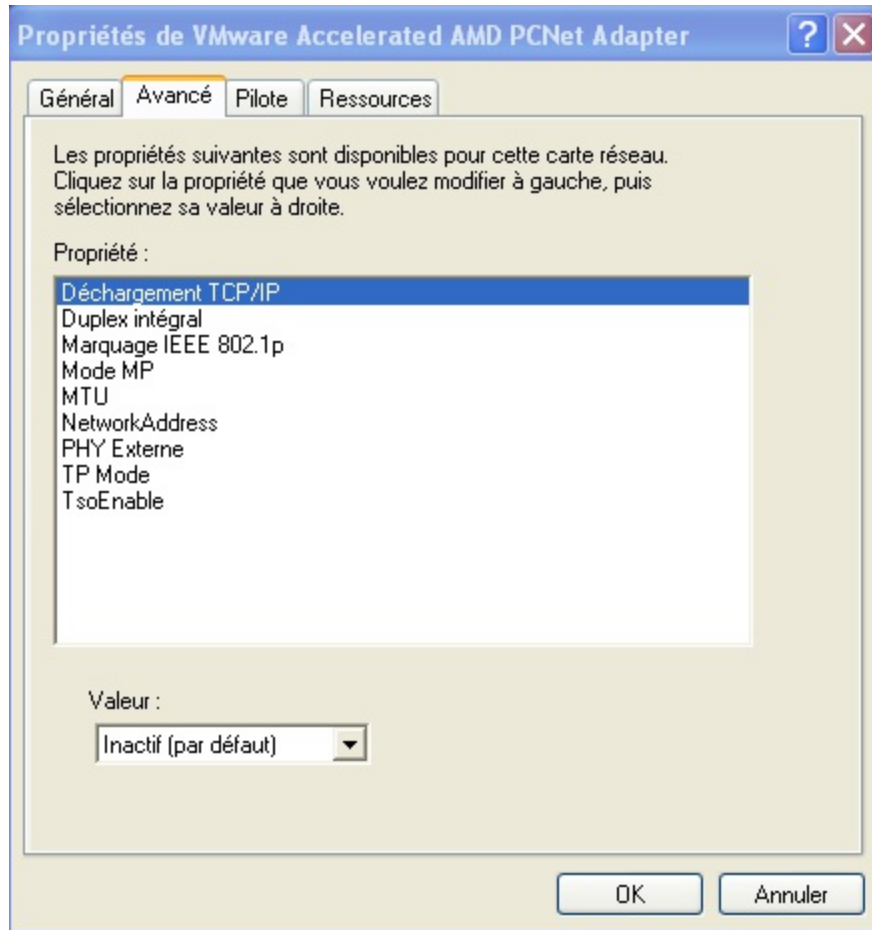 Propriétés de VMware Accelerated AMD PCNet Adapter
Général Avancé Pilote Ressources
Les propriétés suivantes sont disponibles pour cette carte réseau.
Cliquez sur la propriété que vous voulez modifier à gauche, puis
sélectionnez sa valeur à droite.
Propriété :
Déchargement TCP/IP
Duplex intégral
Marquage IEEE 802.1p
Mode MP
MTU
NetworkAddress
PHY Externe
TP Mode
TsoEnable
Valeur :
Inactif (par défaut)
OK Annuler